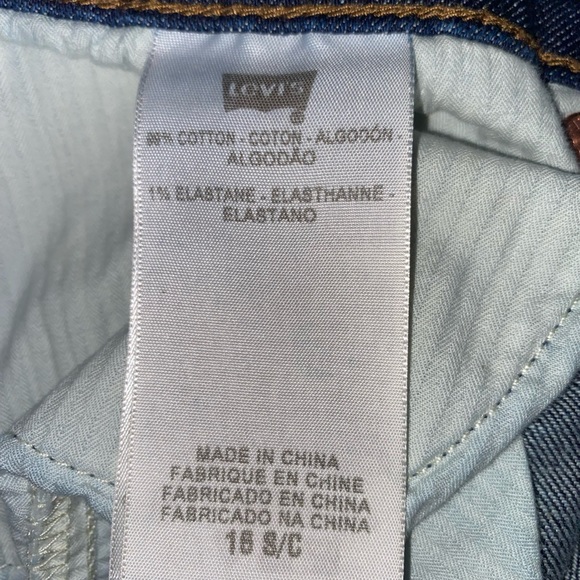 Levi's
®
99% COTTON - COTON - ALGODÓN -
ALGODÃO
1% ELASTANE - ELASTHANNE -
ELASTANO
MADE IN CHINA
FABRIQUE EN CHINE
FABRICADO EN CHINA
FABRICADO NA CHINA
16 S/C